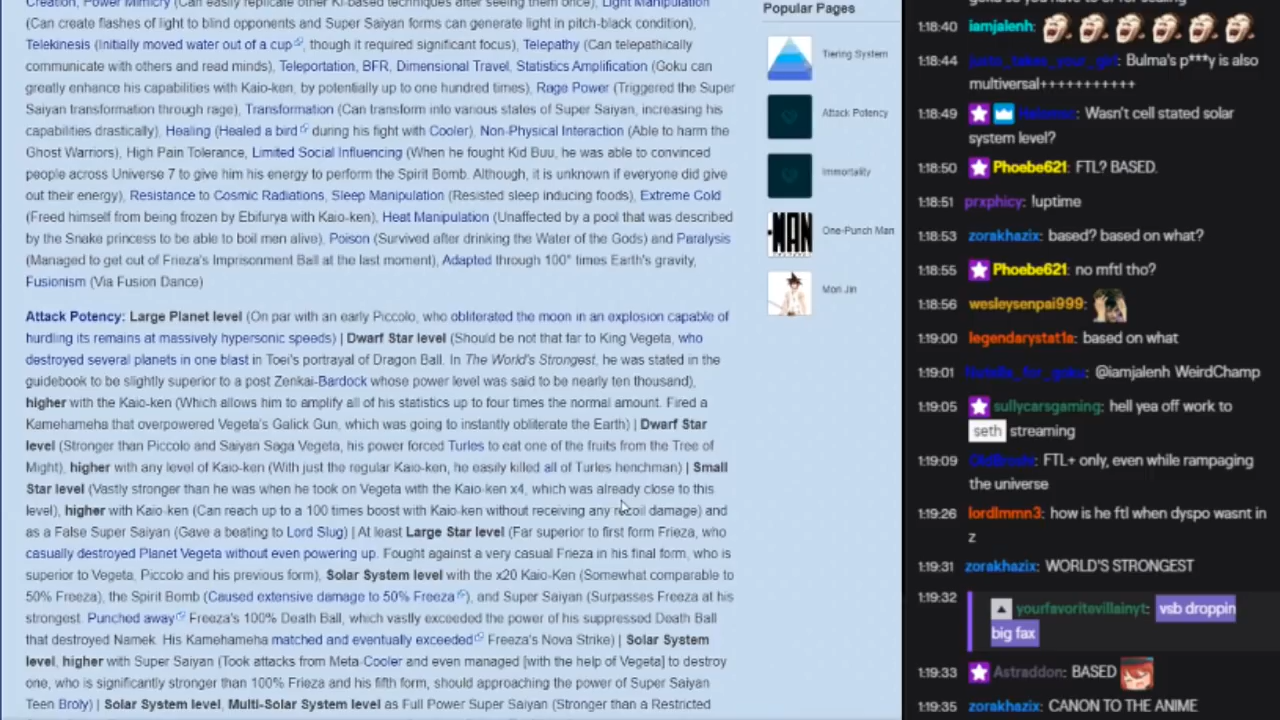 Creation, Power Mimicry (Can easily replicate other Ki-based techniques after seeing them once), Light Manipulation
(Can create flashes of light to blind opponents and Super Saiyan forms can generate light in pitch-black condition),
Telekinesis (Initially moved water out of a cup, though it required significant focus), Telepathy (Can telepathically
communicate with others and read minds), Teleportation, BFR, Dimensional Travel, Statistics Amplification (Goku can
greatly enhance his capabilities with Kaio-ken, by potentially up to one hundred times), Rage Power (Triggered the Super
Saiyan transformation through rage), Transformation (Can transform into various states of Super Saiyan, increasing his
capabilities drastically), Healing (Healed a bird during his fight with Cooler), Non-Physical Interaction (Able to harm the
Ghost Warriors), High Pain Tolerance, Limited Social Influencing (When he fought Kid Buu, he was able to convinced
people across Universe 7 to give him his energy to perform the Spirit Bomb. Although, it is unknown if everyone did give
out their energy), Resistance to Cosmic Radiations, Sleep Manipulation (Resisted sleep inducing foods), Extreme Cold
(Freed himself from being frozen by Ebifurya with Kaio-ken), Heat Manipulation (Unaffected by a pool that was described
by the Snake princess to be able to boil men alive), Poison (Survived after drinking the Water of the Gods) and Paralysis
(Managed to get out of Frieza's Imprisonment Ball at the last moment), Adapted through 100* times Earth's gravity,
Fusionism (Via Fusion Dance)
Attack Potency: Large Planet level (On par with an early Piccolo, who obliterated the moon in an explosion capable of
hurdling its remains at massively hypersonic speeds) | Dwarf Star level (Should be not that far to King Vegeta, who
destroyed several planets in one blast in Toei's portrayal of Dragon Ball. In The World's Strongest, he was stated in the
guidebook to be slightly superior to a post Zenkai-Bardock whose power level was said to be nearly ten thousand),
higher with the Kaio-ken (Which allows him to amplify all of his statistics up to four times the normal amount. Fired a
Kamehameha that overpowered Vegeta's Galick Gun, which was going to instantly obliterate the Earth) | Dwarf Star
level (Stronger than Piccolo and Saiyan Saga Vegeta, his power forced Turles to eat one of the fruits from the Tree of
Might), higher with any level of Kaio-ken (With just the regular Kaio-ken, he easily killed all of Turles henchman) | Small
Star level (Vastly stronger than he was when he took on Vegeta with the Kaio-ken x4, which was already close to this
level), higher with Kaio-ken (Can reach up to a 100 times boost with Kaio-ken without receiving any recoil damage) and
as a False Super Saiyan (Gave a beating to Lord Slug) | At least Large Star level (Far superior to first form Frieza, who
casually destroyed Planet Vegeta without even powering up. Fought against a very casual Frieza in his final form, who is
superior to Vegeta, Piccolo and his previous form), Solar System level with the x20 Kaio-Ken (Somewhat comparable to
50% Freeza), the Spirit Bomb (Caused extensive damage to 50% Freeza), and Super Saiyan (Surpasses Freeza at his
strongest. Punched away Freeza's 100% Death Ball, which vastly exceeded the power of his suppressed Death Ball
that destroyed Namek. His Kamehameha matched and eventually exceeded Freeza's Nova Strike) | Solar System
level, higher with Super Saiyan (Took attacks from Meta-Cooler and even managed [with the help of Vegeta] to destroy
one, who is significantly stronger than 100% Frieza and his fifth form. Should approaching the power of Super Saiyan
Teen Broly) | Solar System level, Multi-Solar System level as Full Power Super Saiyan (Stronger than a Restricted
Popular Pages
Tiering System
Attack Potency
Immortality
MAN
One-Punch Man
Mori Jin
1:18:40 iamjalenh:
1:18:44 Bulma's p***y is also
multiversal+++++++++++
1:18:49 Wasn't cell stated solar
system level?
1:18:50 Phoebe621: FTL? BASED.
1:18:51 prxphicy: !uptime
1:18:53 zorakhazix: based? based on what?
1:18:55 Phoebe621: no mftl tho?
1:18:56 wesleysenpai999:
1:19:00 legendarystat1a: based on what
1:19:01 @iamjalenh WeirdChamp
1:19:05 sullycarsgaming: hell yea off work to
seth streaming
1:19:09 FTL+ only, even while rampaging
the universe
1:19:26 lordlmmn3: how is he ftl when dyspo wasnt in
z
1:19:31 zorakhazix: WORLD'S STRONGEST
1:19:32 yourfavoritevillainyt: vsb droppin
big fax
1:19:33 Astraddon: BASED
1:19:35 zorakhazix: CANON TO THE ANIME